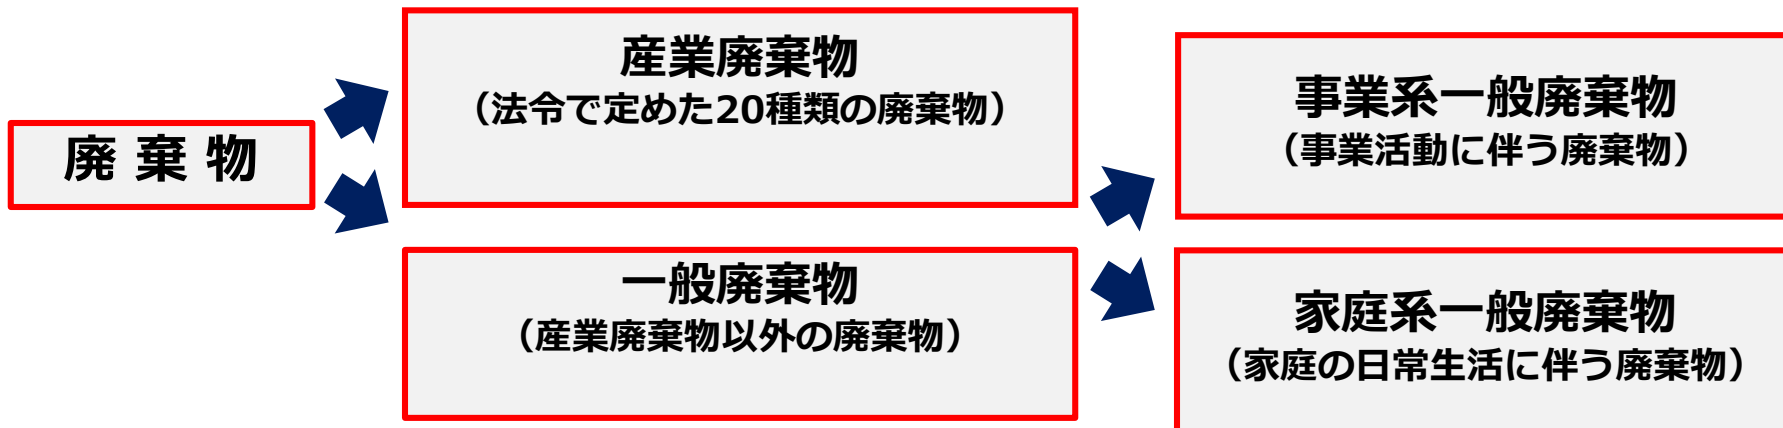 廃 棄 物
産業廃棄物
（法令で定めた20種類の廃棄物）
一般廃棄物
（産業廃棄物以外の廃棄物）
事業系一般廃棄物
（事業活動に伴う廃棄物）
家庭系一般廃棄物
（家庭の日常生活に伴う廃棄物）